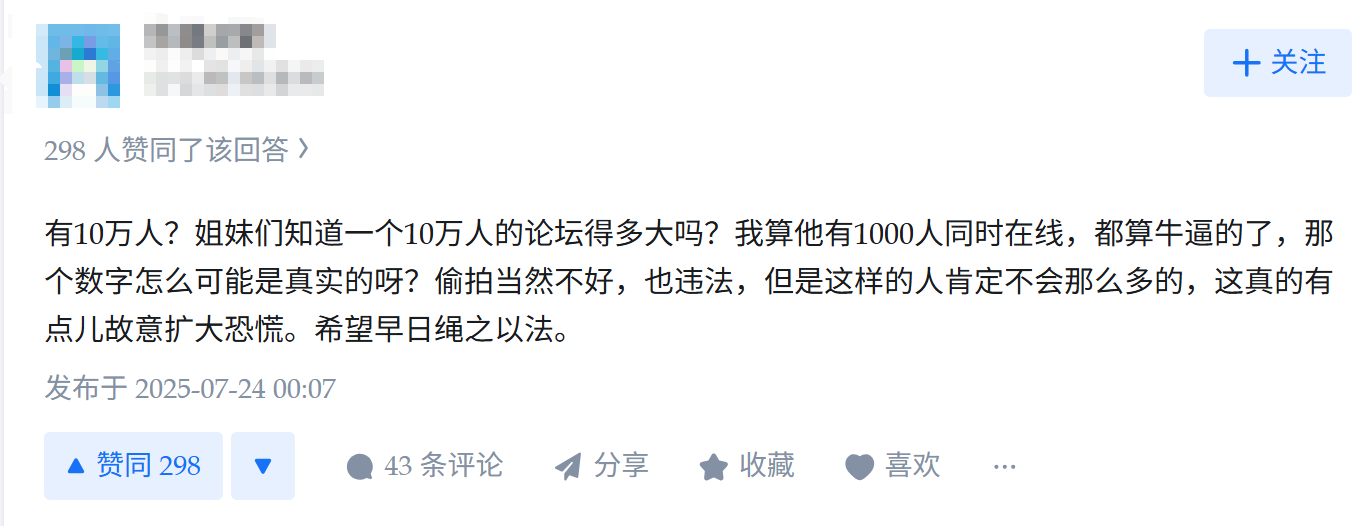 关注
298 人赞同了该回答
有10万人？姐妹们知道一个10万人的论坛得多大吗？我算他有1000人同时在线，都算牛逼的了，那
个数字怎么可能是真实的呀？偷拍当然不好，也违法，但是这样的人肯定不会那么多的，这真的有
点儿故意扩大恐慌。希望早日绳之以法。
发布于 2025-07-24 00:07
赞同 298 43 条评论 分享 收藏 喜欢